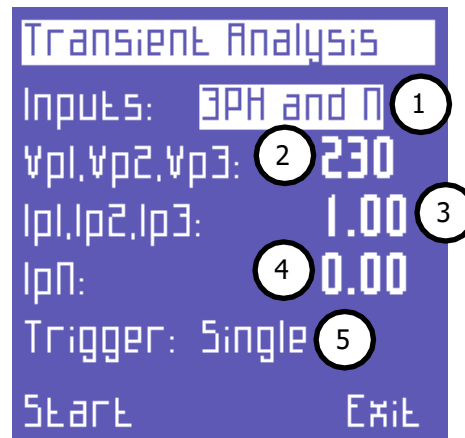 Transient Analysis
Inputs: 3PH and N 1
Vp1,Vp2,Vp3: 2 230
Ip1,Ip2,Ip3: 1.00 3
IpN: 4 0.00
Trigger: Single 5
Start Exit